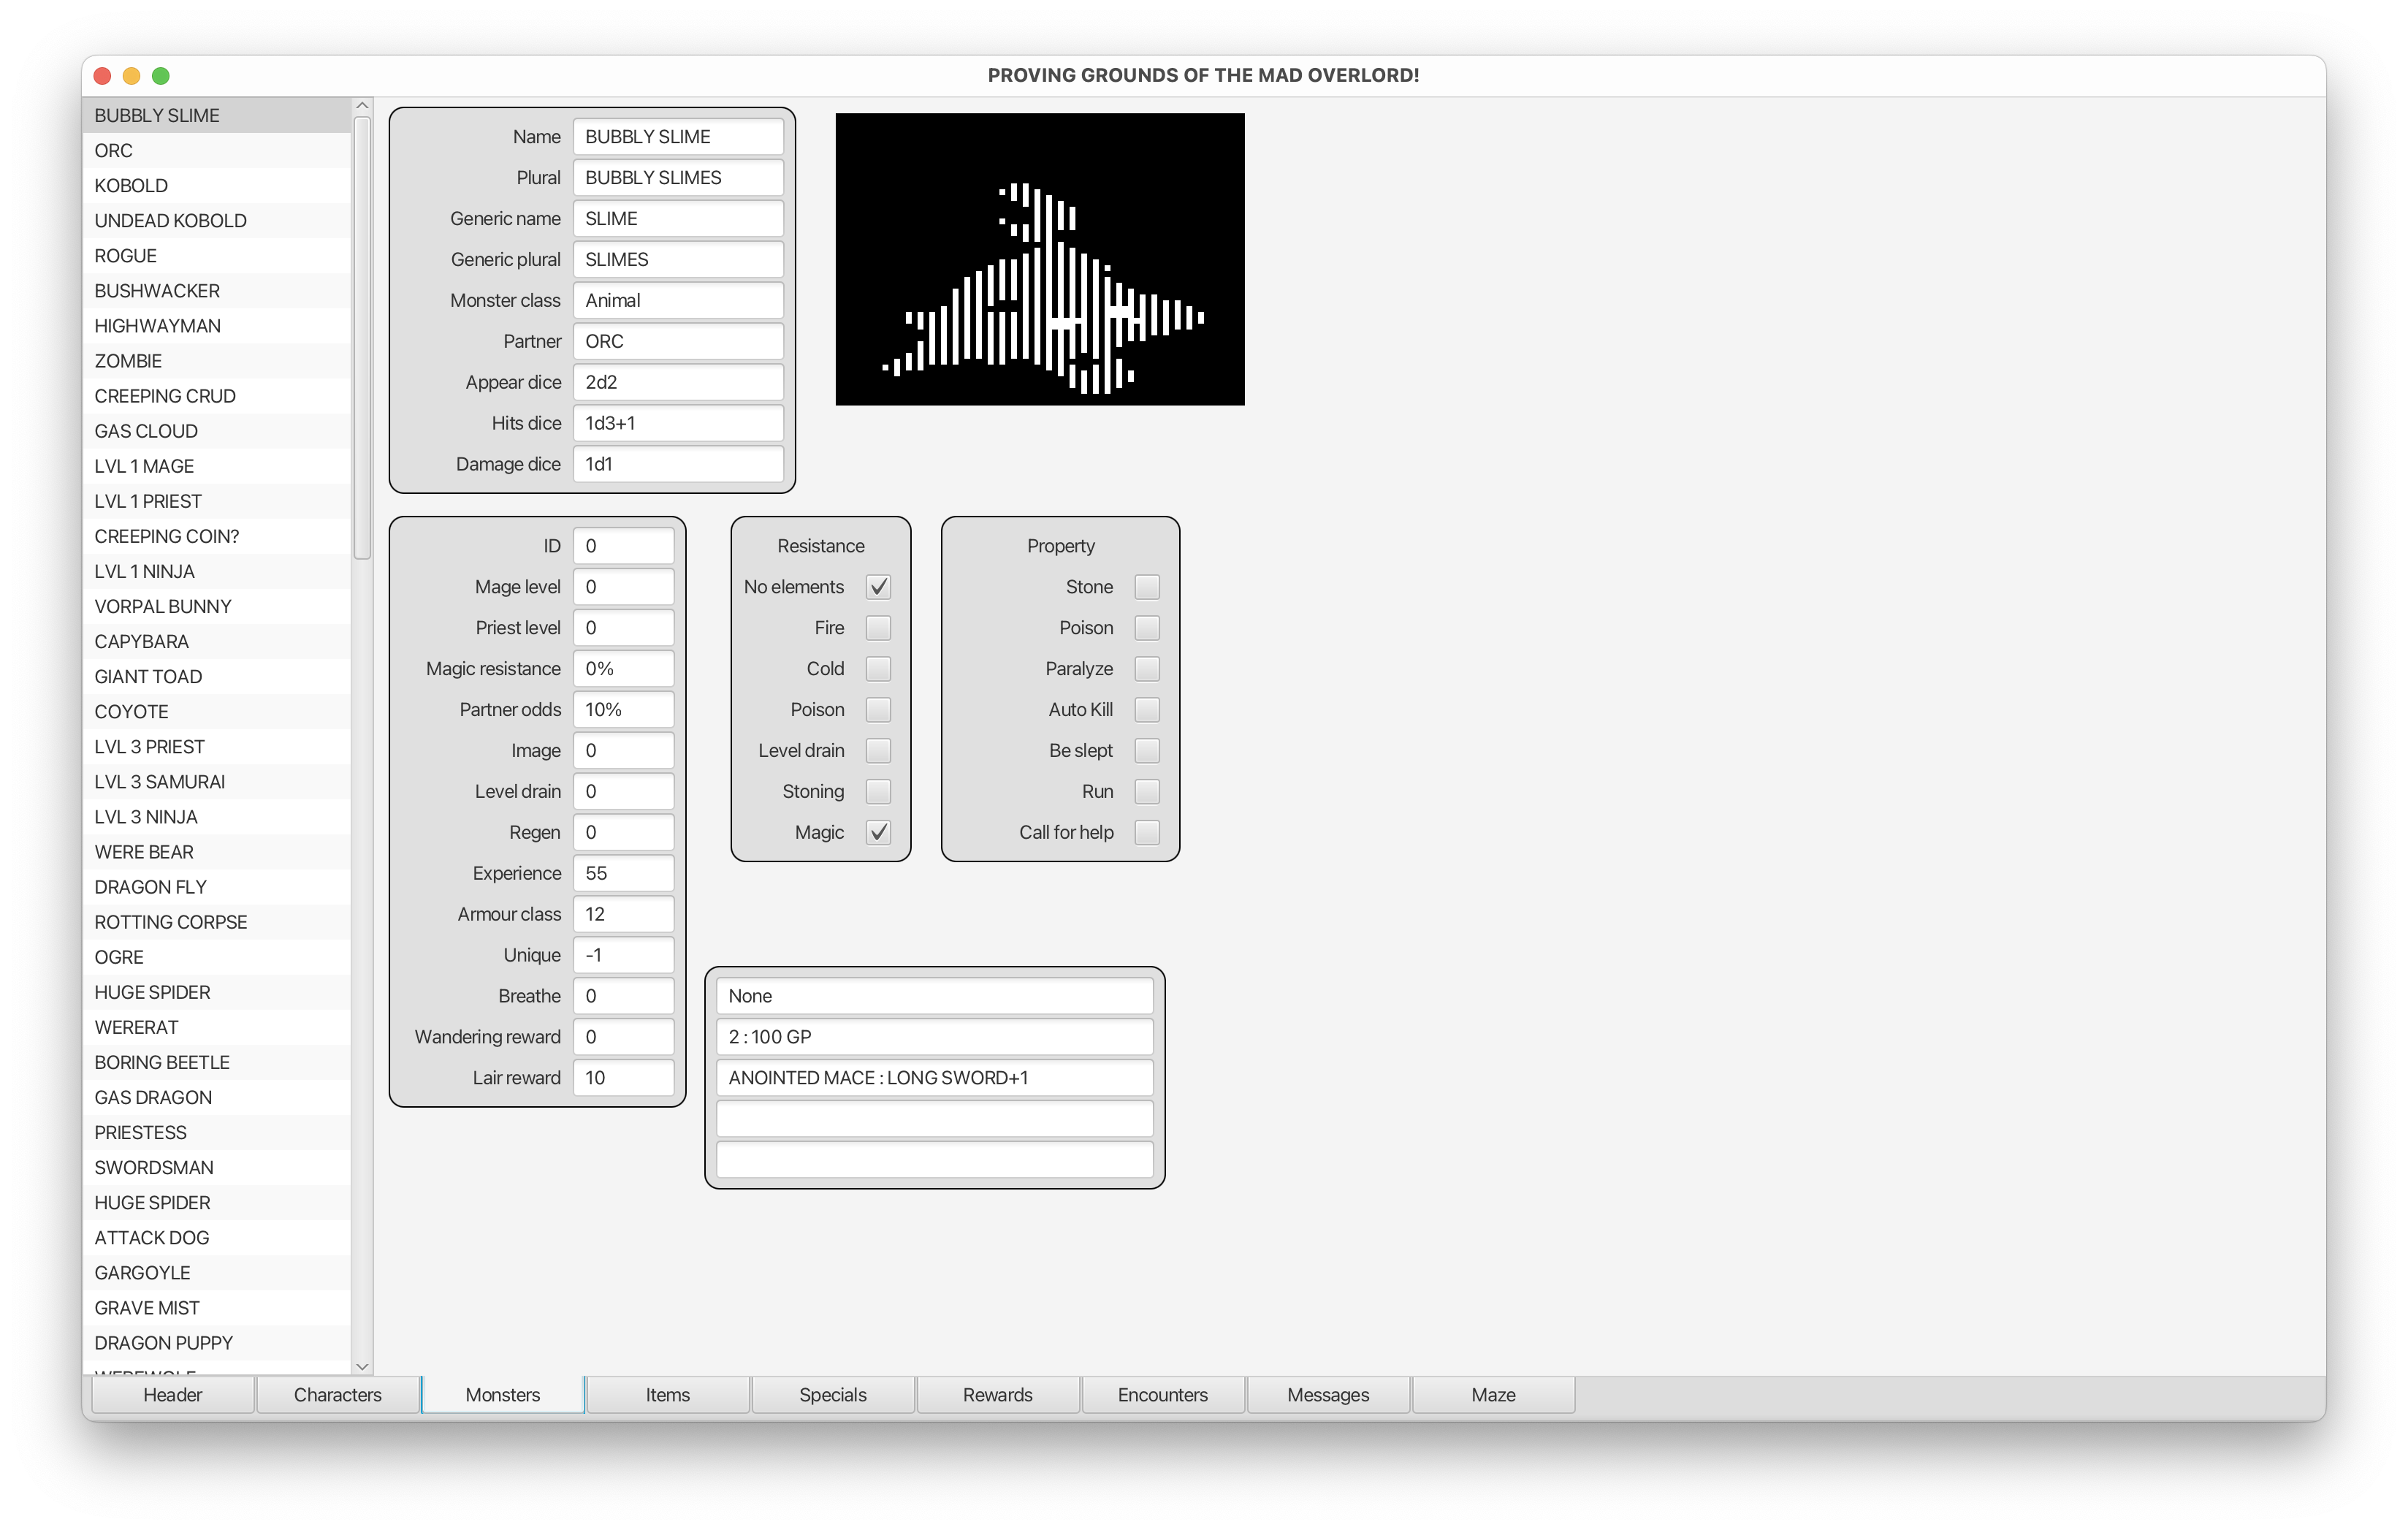 PROVING GROUNDS OF THE MAD OVERLORD!
BUBBLY SLIME
ORC
KOBOLD
UNDEAD KOBOLD
ROGUE
BUSHWACKER
HIGHWAYMAN
ZOMBIE
CREEPING CRUD
GAS CLOUD
LVL 1 MAGE
LVL 1 PRIEST
CREEPING COIN?
LVL 1 NINJA
VORPAL BUNNY
CAPYBARA
GIANT TOAD
COYOTE
LVL 3 PRIEST
LVL 3 SAMURAI
LVL 3 NINJA
WERE BEAR
DRAGON FLY
ROTTING CORPSE
OGRE
HUGE SPIDER
WERERAT
BORING BEETLE
GAS DRAGON
PRIESTESS
SWORDSMAN
HUGE SPIDER
ATTACK DOG
GARGOYLE
GRAVE MIST
DRAGON PUPPY
WEREWOLF
Name BUBBLY SLIME
Plural BUBBLY SLIMES
Generic name SLIME
Generic plural SLIMES
Monster class Animal
Partner ORC
Appear dice 2d2
Hits dice 1d3+1
Damage dice 1d1
ID 0
Mage level 0
Priest level 0
Magic resistance 0%
Partner odds 10%
Image 0
Level drain 0
Regen 0
Experience 55
Armour class 12
Unique -1
Breathe 0
Wandering reward 0
Lair reward 10
Resistance
No elements
Fire
Cold
Poison
Level drain
Stoning
Magic
Property
Stone
Poison
Paralyze
Auto Kill
Be slept
Run
Call for help
None
2 : 100 GP
ANOINTED MACE : LONG SWORD+1
Header Characters Monsters Items Specials Rewards Encounters Messages Maze